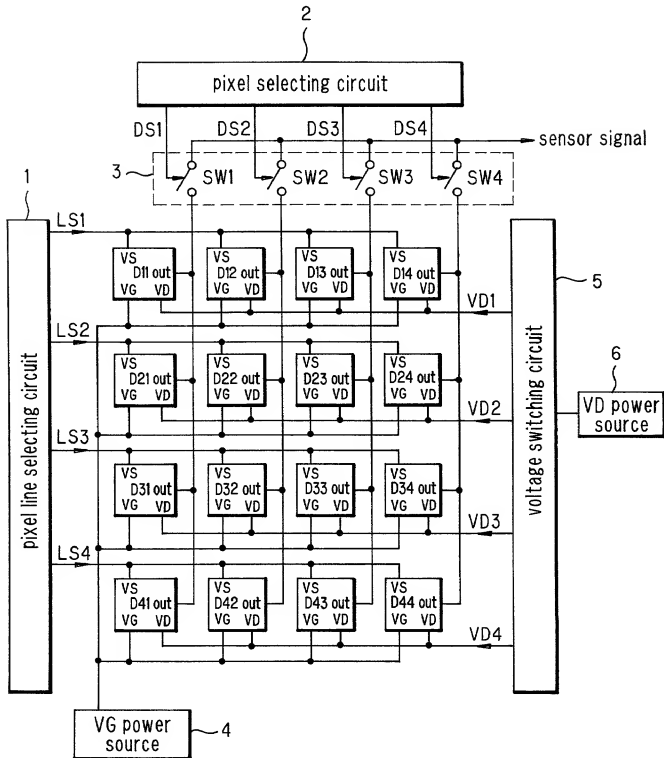 2
pixel selecting circuit
DS1 DS2 DS3 DS4
sensor signal
3 SW1 SW2 SW3 SW4
1
LS1
VS VS VS VS
D11 out D12 out D13 out D14 out
VG VD VG VD VG VD VG VD
VD1
5
LS2
VS VS VS VS
D21 out D22 out D23 out D24 out
VG VD VG VD VG VD VG VD
VD2
6
VD power
source
LS3
VS VS VS VS
D31 out D32 out D33 out D34 out
VG VD VG VD VG VD VG VD
VD3
LS4
VS VS VS VS
D41 out D42 out D43 out D44 out
VG VD VG VD VG VD VG VD
VD4
pixel line selecting circuit
voltage switching circuit
VG power
source
4